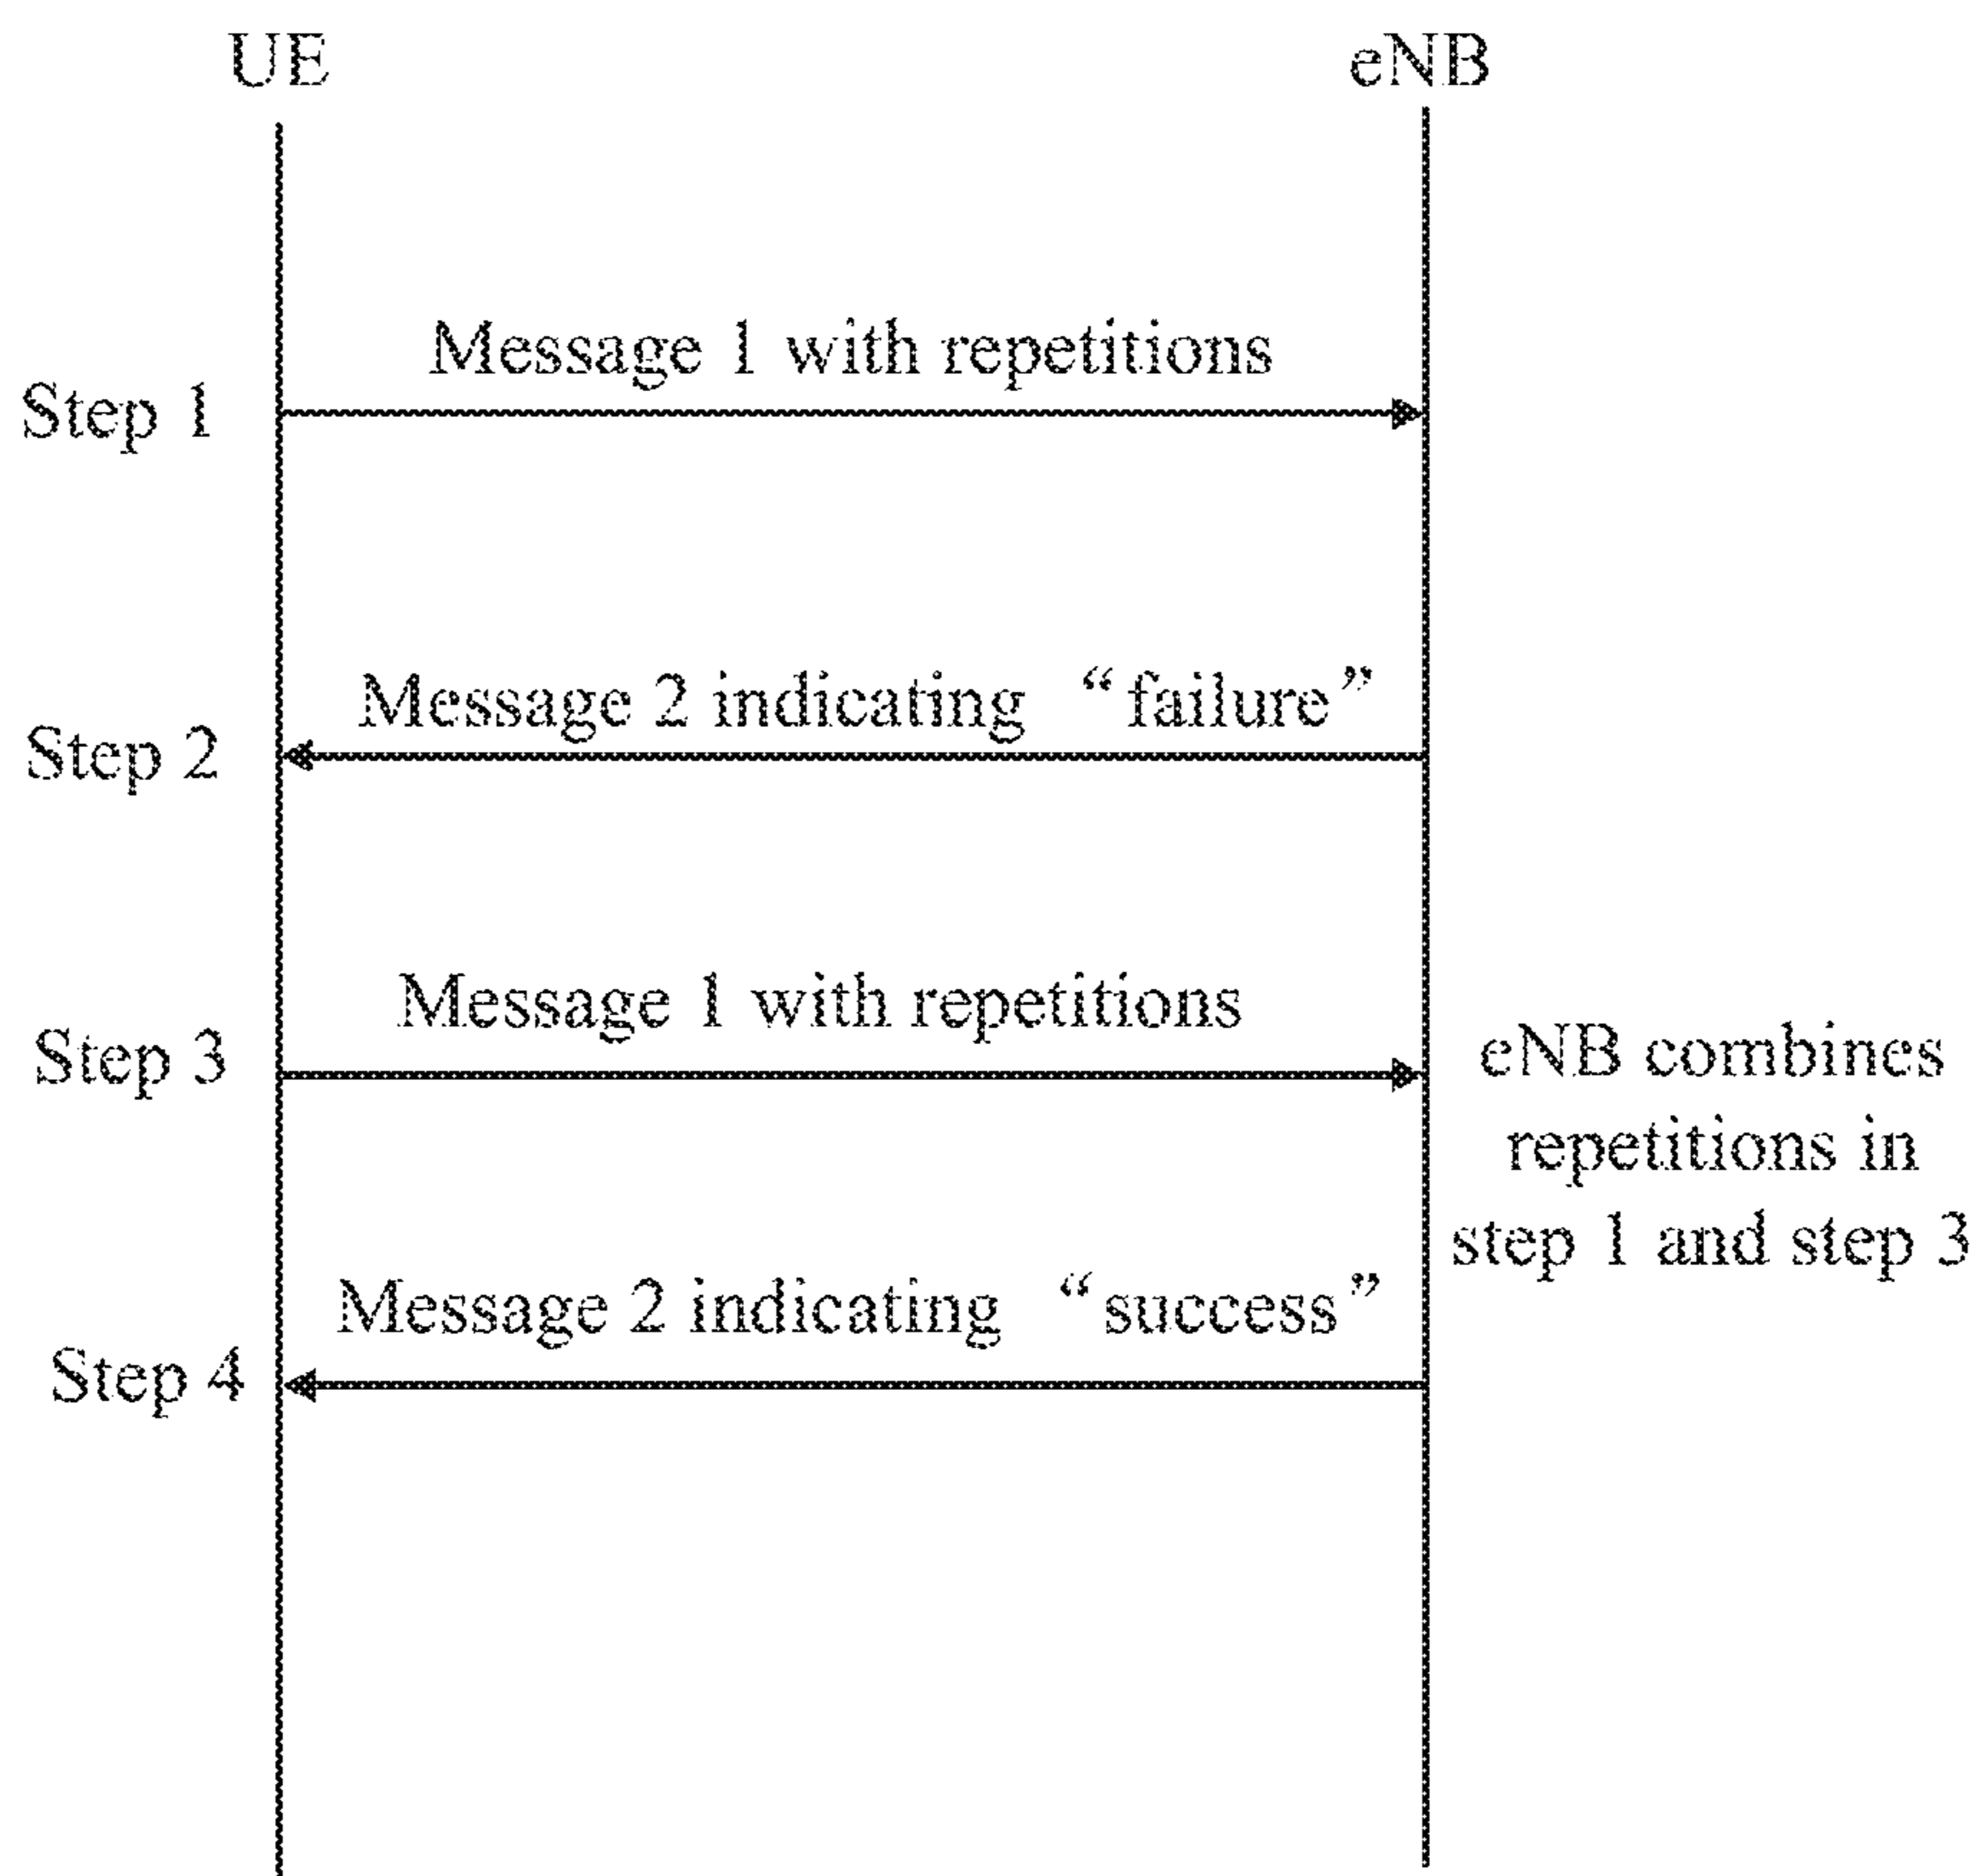 UE
eNB
Message 1 with repetitions
Step 1
Message 2 indicating “failure”
Step 2
Message 1 with repetitions
Step 3
eNB combines
repetitions in
step 1 and step 3
Message 2 indicating “success”
Step 4